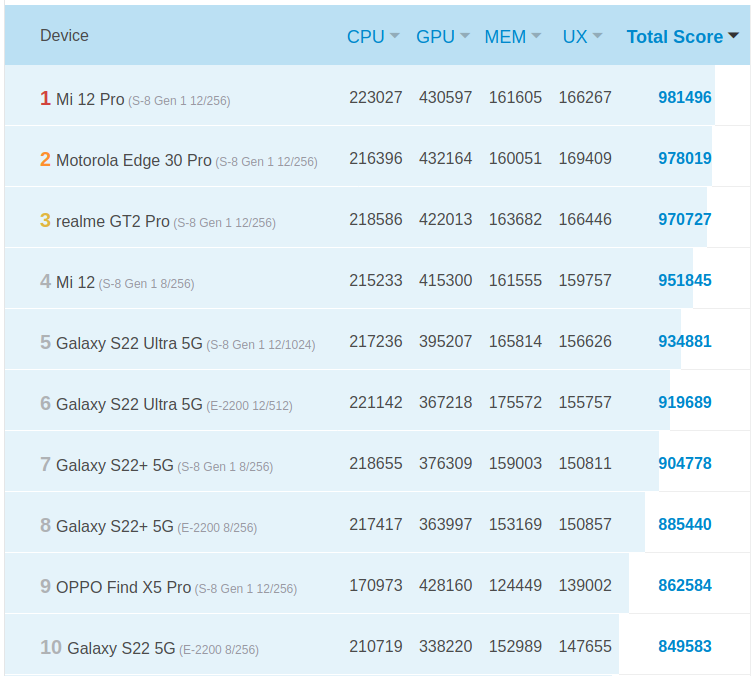 Device CPU GPU MEM UX Total Score
1 Mi 12 Pro (S-8 Gen 1 12/256) 223027 430597 161605 166267 981496
2 Motorola Edge 30 Pro (S-8 Gen 1 12/256) 216396 432164 160051 169409 978019
3 realme GT2 Pro (S-8 Gen 1 12/256) 218586 422013 163682 166446 970727
4 Mi 12 (S-8 Gen 1 8/256) 215233 415300 161555 159757 951845
5 Galaxy S22 Ultra 5G (S-8 Gen 1 12/1024) 217236 395207 165814 156626 934881
6 Galaxy S22 Ultra 5G (E-2200 12/512) 221142 367218 175572 155757 919689
7 Galaxy S22+ 5G (S-8 Gen 1 8/256) 218655 376309 159003 150811 904778
8 Galaxy S22+ 5G (E-2200 8/256) 217417 363997 153169 150857 885440
9 OPPO Find X5 Pro (S-8 Gen 1 12/256) 170973 428160 124449 139002 862584
10 Galaxy S22 5G (E-2200 8/256) 210719 338220 152989 147655 849583